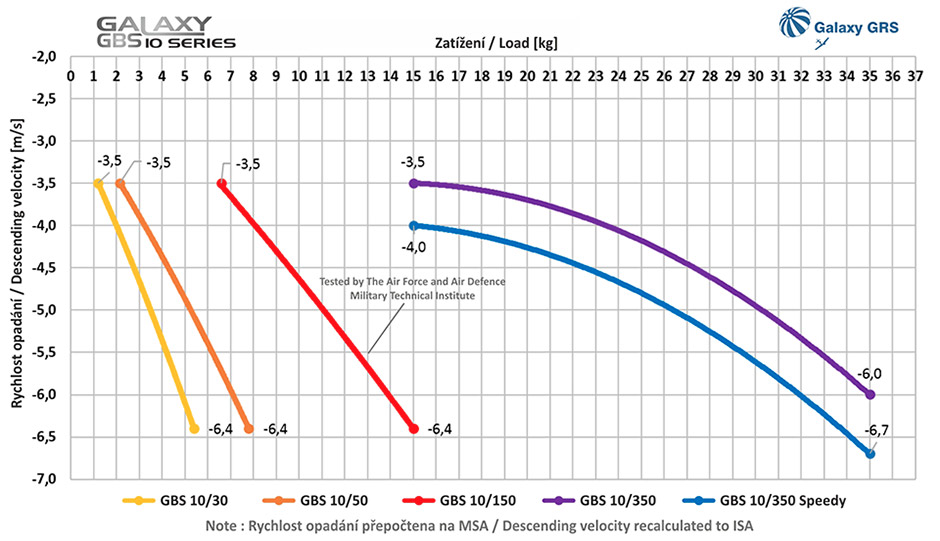 GALAXY
GBS 10 SERIES
Zatížení / Load [kg]
Galaxy GRS
-2,0
0 1 2 3 4 5 6 7 8 9 10 11 12 13 14 15 16 17 18 19 20 21 22 23 24 25 26 27 28 29 30 31 32 33 34 35 36 37
-2,5
-3,0
-3,5
-4,0
-4,5
-5,0
-5,5
-6,0
-6,5
-7,0
Rychlost opadání / Descending velocity [m/s]
-3,5
-3,5
-3,5
-3,5
-4,0
Tested by The Air Force and Air Defence
Military Technical Institute
-6,0
-6,4
-6,4
-6,4
-6,7
GBS 10/30 GBS 10/50 GBS 10/150 GBS 10/350 GBS 10/350 Speedy
Note : Rychlost opadání přepočtena na MSA / Descending velocity recalculated to ISA